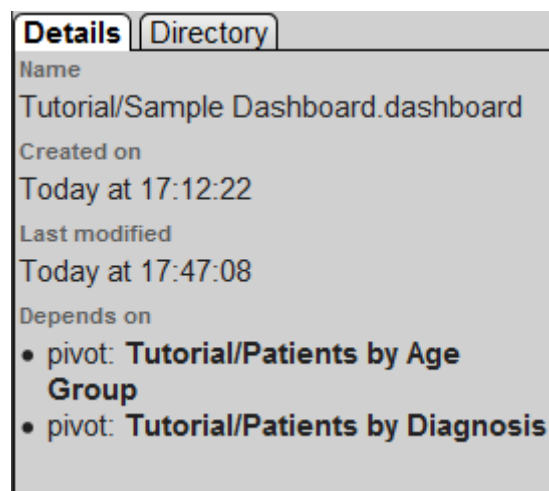 Details Directory
Name
Tutorial/Sample Dashboard.dashboard
Created on
Today at 17:12:22
Last modified
Today at 17:47:08
Depends on
• pivot: Tutorial/Patients by Age
Group
• pivot: Tutorial/Patients by Diagnosis